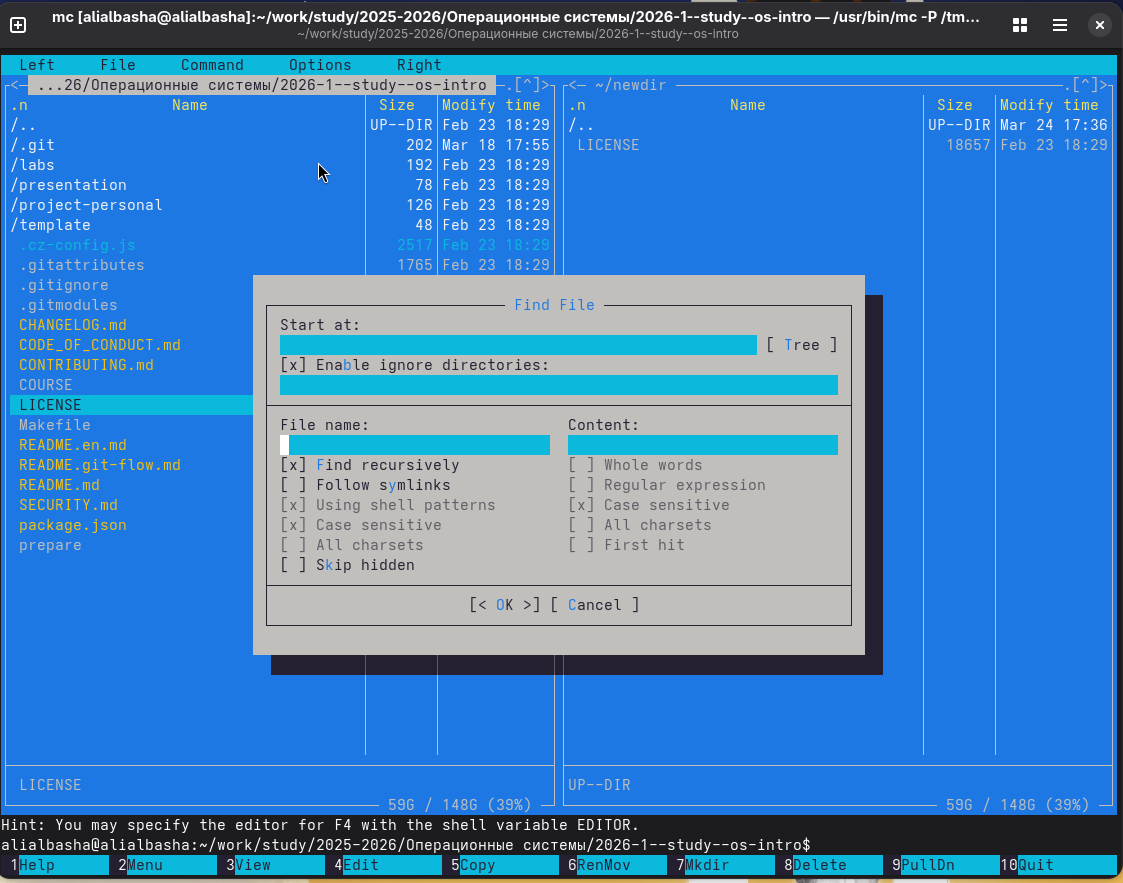 mc [alialbasha@alialbasha]:~/work/study/2025-2026/Операционные системы/2026-1--study--os-intro — /usr/bin/mc -P /tm...
~/work/study/2025-2026/Операционные системы/2026-1--study--os-intro
Left File Command Options Right
<─ ...26/Операционные системы/2026-1--study--os-intro ─.[^]> <─ ~/newdir ─.[^]>
.n Name Size Modify time .n Name Size Modify time
/.. UP--DIR Feb 23 18:29 /.. UP--DIR Mar 24 17:36
/.git 202 Mar 18 17:55 LICENSE 18657 Feb 23 18:29
/labs 192 Feb 23 18:29
/presentation 78 Feb 23 18:29
/project-personal 126 Feb 23 18:29
/template 48 Feb 23 18:29
.cz-config.js 2517 Feb 23 18:29
.gitattributes 1765 Feb 23 18:29
.gitignore
.gitmodules
CHANGELOG.md
CODE_OF_CONDUCT.md
CONTRIBUTING.md
COURSE
LICENSE
Makefile
README.en.md
README.git-flow.md
README.md
SECURITY.md
package.json
prepare
Find File
Start at:
[ Tree ]
[x] Enable ignore directories:
File name: Content:
[x] Find recursively [ ] Whole words
[ ] Follow symlinks [ ] Regular expression
[x] Using shell patterns [x] Case sensitive
[x] Case sensitive [ ] All charsets
[ ] All charsets [ ] First hit
[ ] Skip hidden
[< OK >] [ Cancel ]
LICENSE UP--DIR
59G / 148G (39%) 59G / 148G (39%)
Hint: You may specify the editor for F4 with the shell variable EDITOR.
alialbasha@alialbasha:~/work/study/2025-2026/Операционные системы/2026-1--study--os-intro$
1Help 2Menu 3View 4Edit 5Copy 6RenMov 7Mkdir 8Delete 9PullDn 10Quit